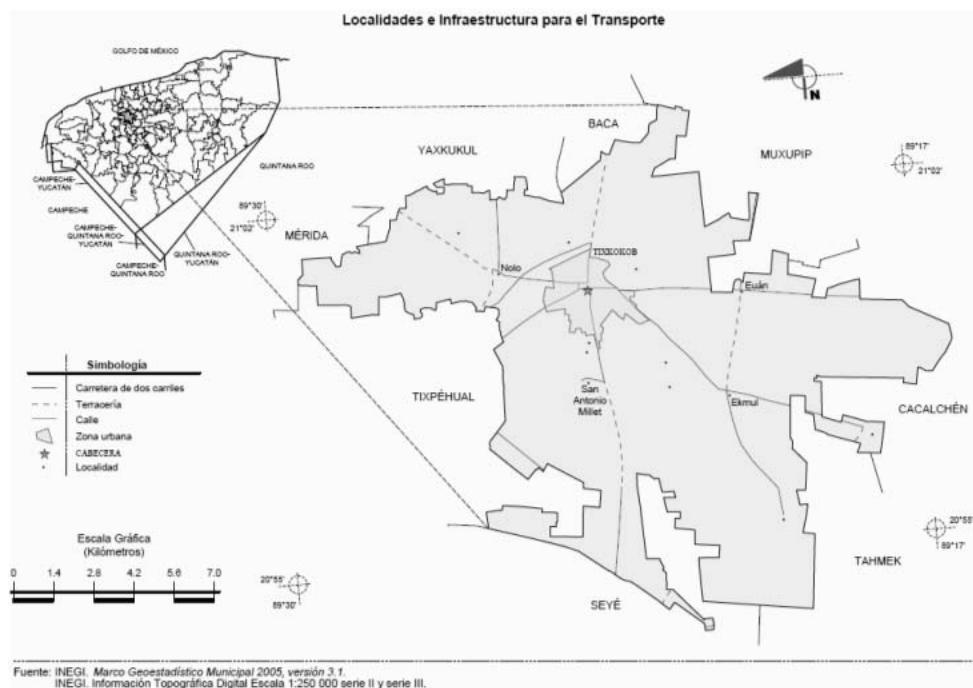 Localidades e Infraestructura para el Transporte
GOLFO DE MÉXICO
QUINTANA ROO
CAMPECHE-
YUCATÁN
CAMPECHE
CAMPECHE-
QUINTANA ROO-
YUCATÁN
CAMPECHE-
QUINTANA ROO
QUINTANA ROO-
YUCATÁN
N
BACA
YAXKUKUL
MUXUPIP
89°17'
21°02'
89°30'
21°02'
MÉRIDA
TIXKOKOB
Nolo
Euán
TIXPÉHUAL
San
Antonio
Millet
Ekmul
CACALCHÉN
Simbología
Carretera de dos carriles
Terracería
Calle
Zona urbana
CABECERA
Localidad
20°55'
89°17'
Escala Gráfica
(Kilómetros)
0 1.4 2.8 4.2 5.6 7.0
20°55'
89°30'
TAHMEK
SEYÉ
Fuente: INEGI. Marco Geoestadístico Municipal 2005, versión 3.1.
INEGI. Información Topográfica Digital Escala 1:250 000 serie II y serie III.